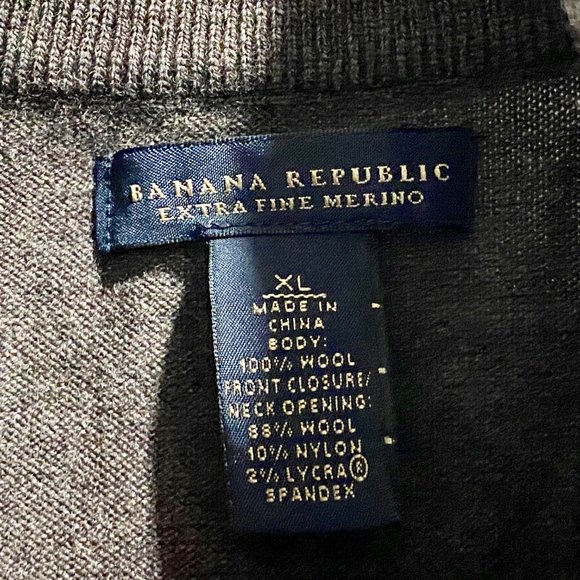 BANANA REPUBLIC
EXTRA FINE MERINO
XL
MADE IN
CHINA
BODY:
100% WOOL
FRONT CLOSURE/
NECK OPENING:
88% WOOL
10% NYLON
2% LYCRA®
SPANDEX